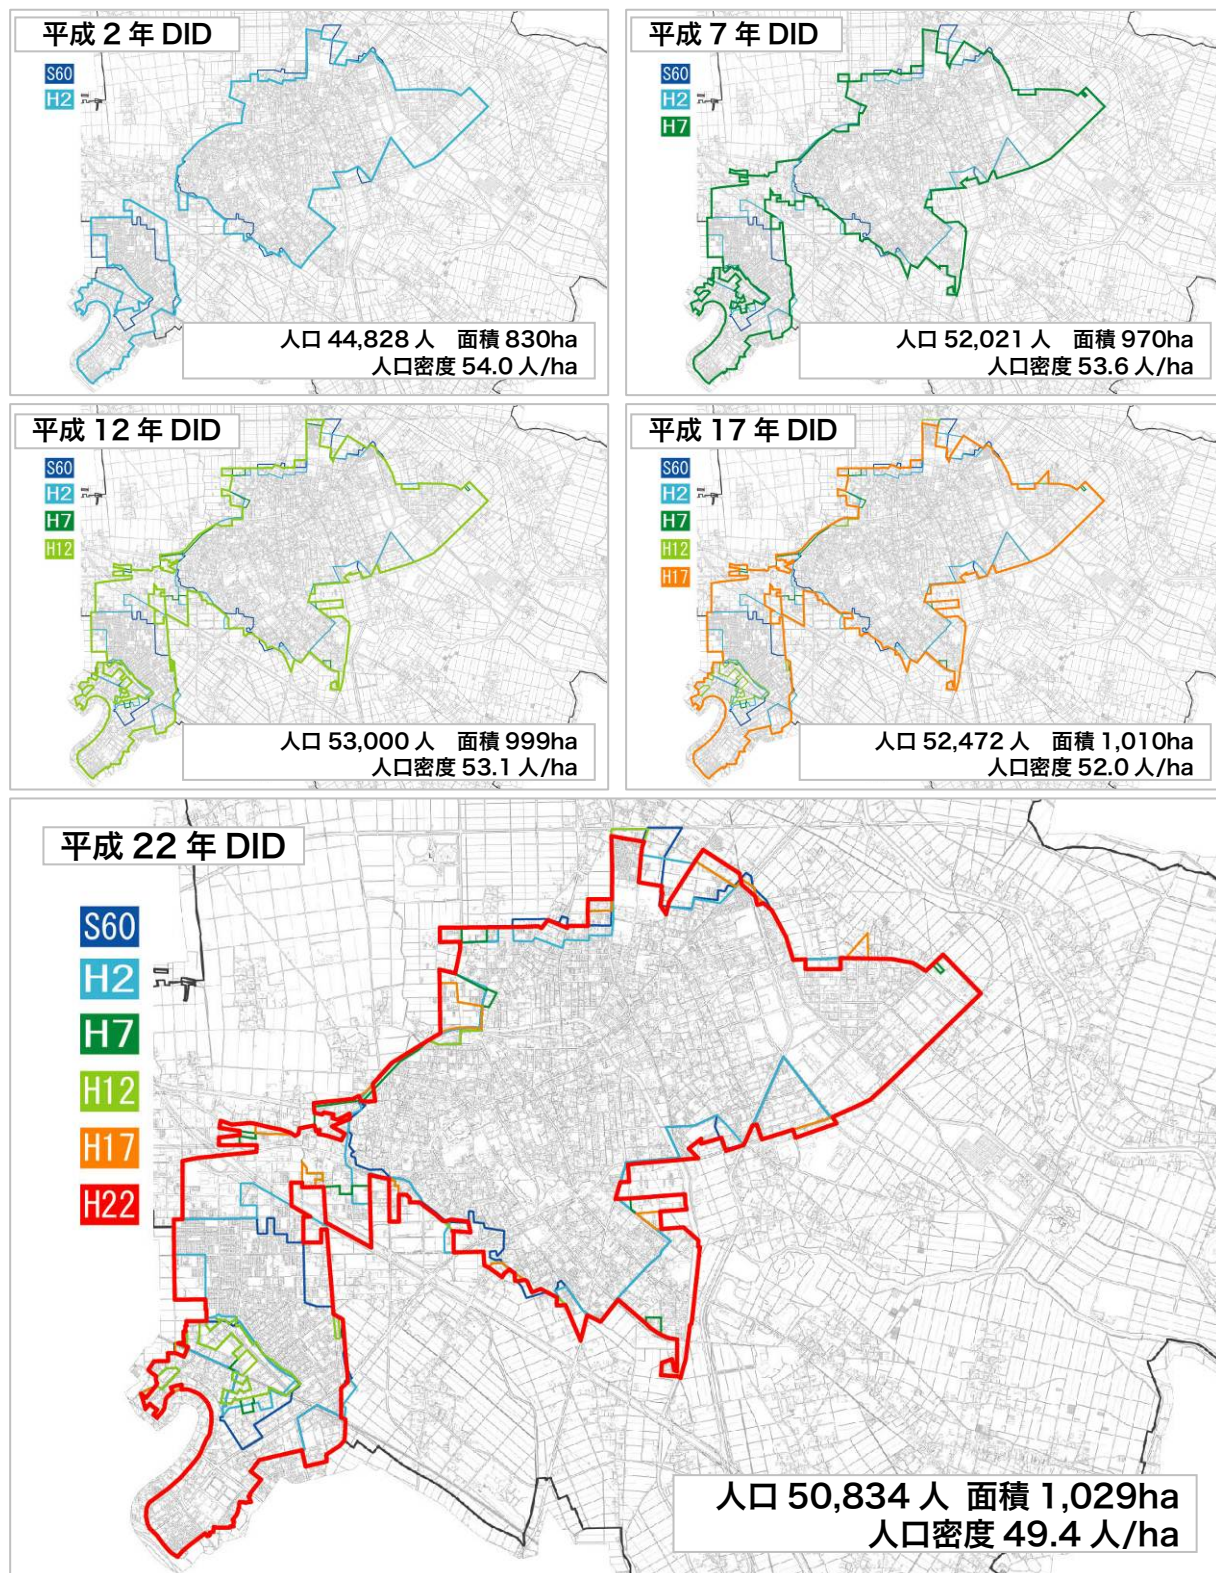 平成 2 年 DID
S60
H2
人口 44,828 人 面積 830ha
人口密度 54.0 人/ha
平成 7 年 DID
S60
H2
H7
人口 52,021 人 面積 970ha
人口密度 53.6 人/ha
平成 12 年 DID
S60
H2
H7
H12
人口 53,000 人 面積 999ha
人口密度 53.1 人/ha
平成 17 年 DID
S60
H2
H7
H12
H17
人口 52,472 人 面積 1,010ha
人口密度 52.0 人/ha
平成 22 年 DID
S60
H2
H7
H12
H17
H22
人口 50,834 人 面積 1,029ha
人口密度 49.4 人/ha